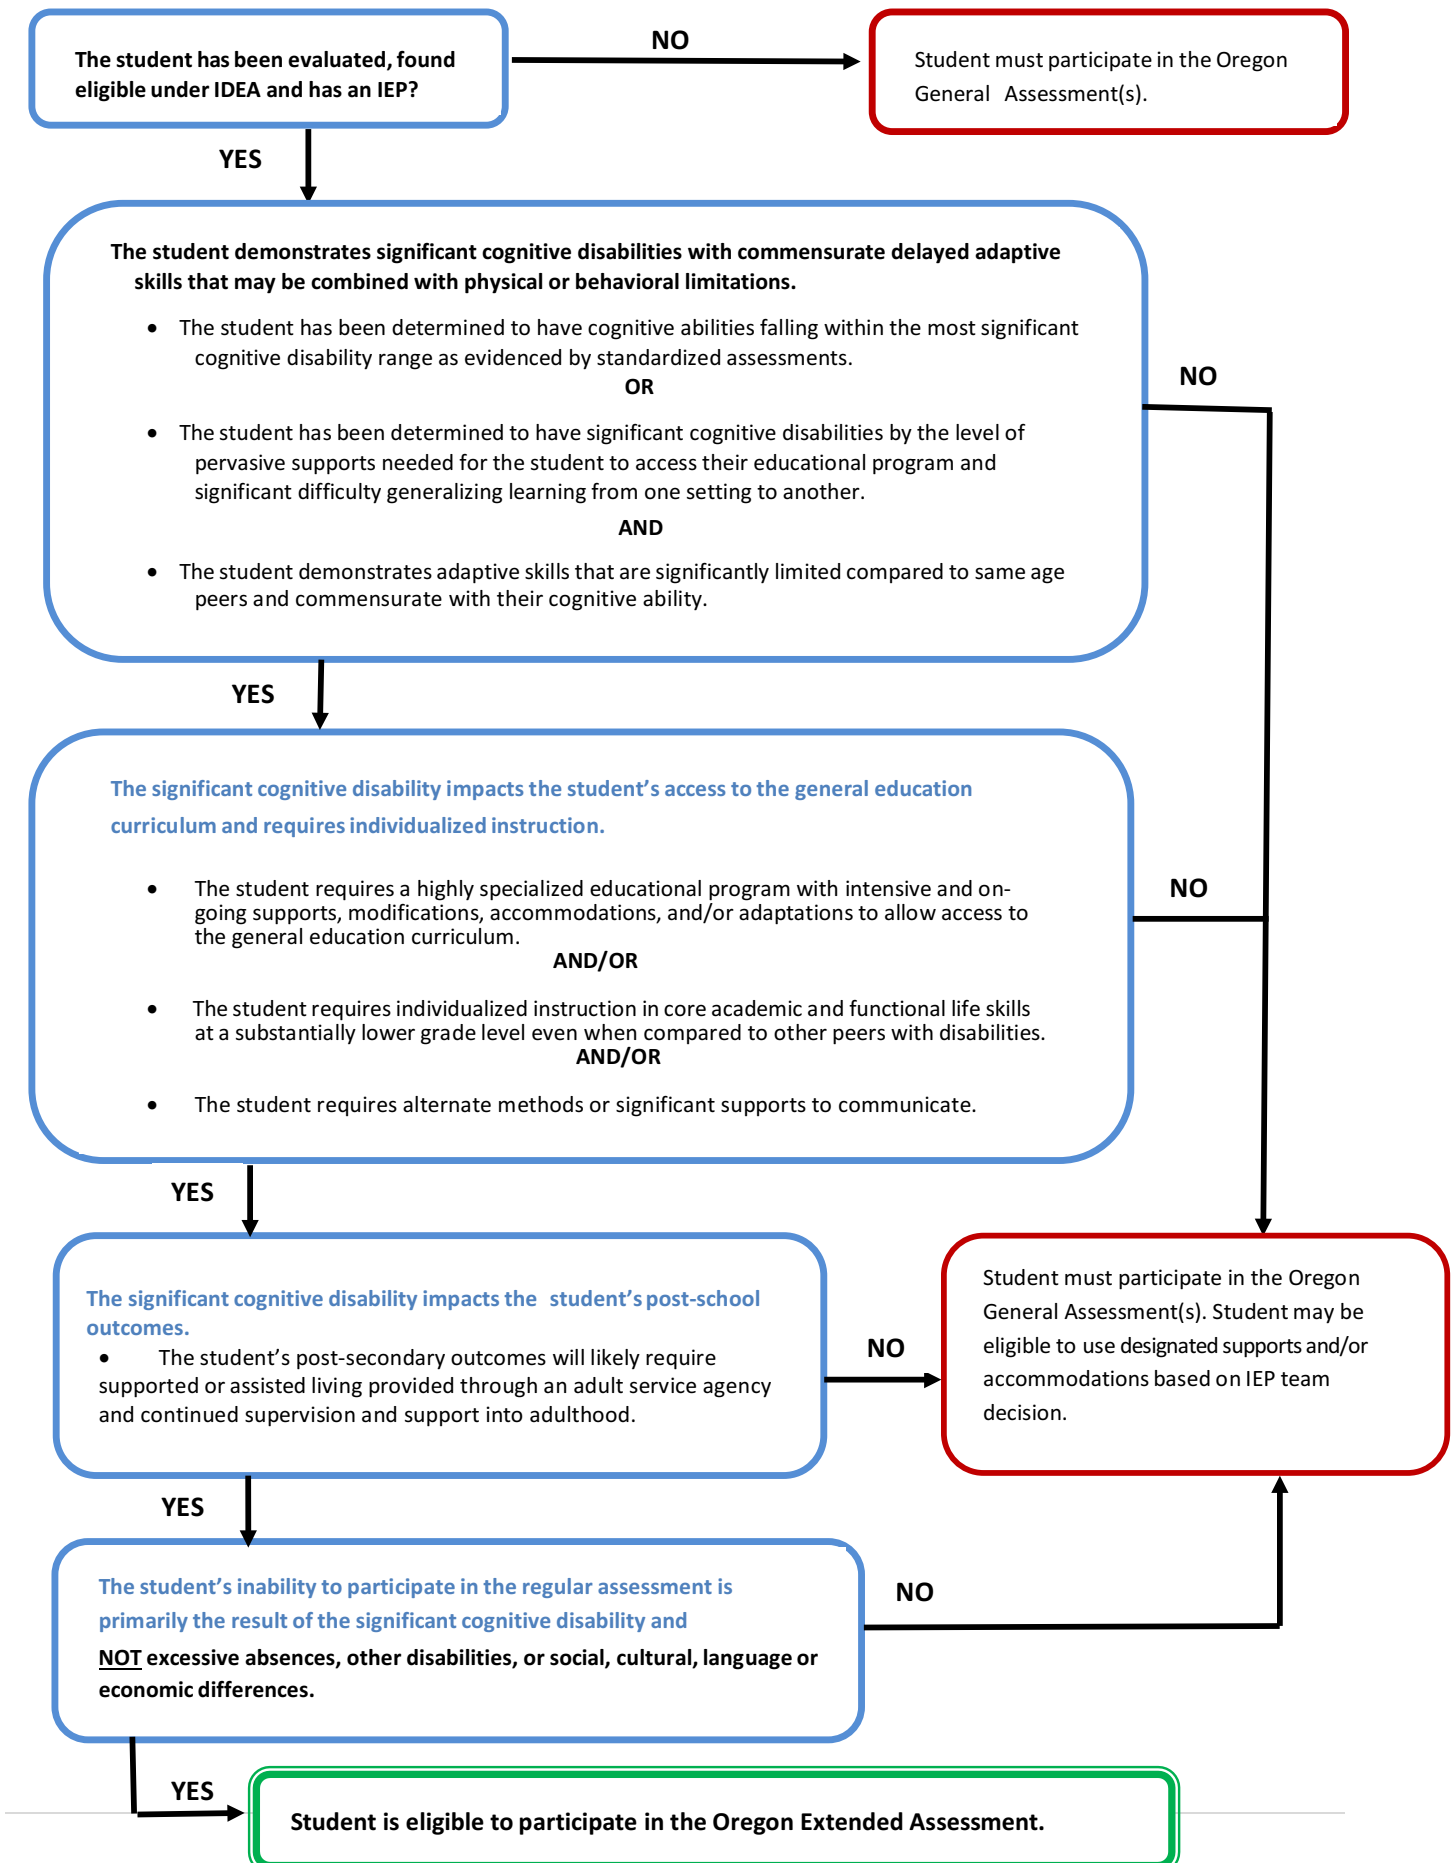 The student has been evaluated, found
eligible under IDEA and has an IEP?
NO
Student must participate in the Oregon
General Assessment(s).
YES
The student demonstrates significant cognitive disabilities with commensurate delayed adaptive
skills that may be combined with physical or behavioral limitations.
• The student has been determined to have cognitive abilities falling within the most significant
cognitive disability range as evidenced by standardized assessments.
OR
• The student has been determined to have significant cognitive disabilities by the level of
pervasive supports needed for the student to access their educational program and
significant difficulty generalizing learning from one setting to another.
AND
• The student demonstrates adaptive skills that are significantly limited compared to same age
peers and commensurate with their cognitive ability.
NO
YES
The significant cognitive disability impacts the student’s access to the general education
curriculum and requires individualized instruction.
• The student requires a highly specialized educational program with intensive and on-
going supports, modifications, accommodations, and/or adaptations to allow access to
the general education curriculum.
AND/OR
• The student requires individualized instruction in core academic and functional life skills
at a substantially lower grade level even when compared to other peers with disabilities.
AND/OR
• The student requires alternate methods or significant supports to communicate.
NO
YES
The significant cognitive disability impacts the student’s post-school
outcomes.
• The student’s post-secondary outcomes will likely require
supported or assisted living provided through an adult service agency
and continued supervision and support into adulthood.
NO
Student must participate in the Oregon
General Assessment(s). Student may be
eligible to use designated supports and/or
accommodations based on IEP team
decision.
YES
The student’s inability to participate in the regular assessment is
primarily the result of the significant cognitive disability and
NOT excessive absences, other disabilities, or social, cultural, language or
economic differences.
NO
YES
Student is eligible to participate in the Oregon Extended Assessment.